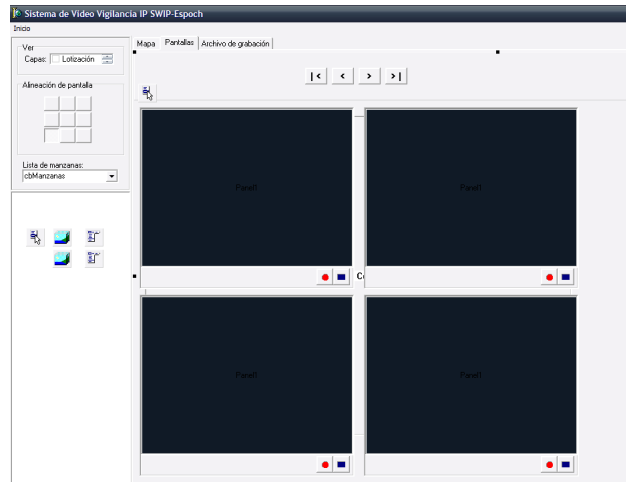 Sistema de Video Vigilancia IP SWIP-Espoch
Inicio
Ver
Capas: Lotización
Alineación de pantalla
Lista de manzanas:
cbManzanas
Mapa Pantallas Archivo de grabación
|< < > >|
Panel1
Panel1
C
Panel1
Panel1